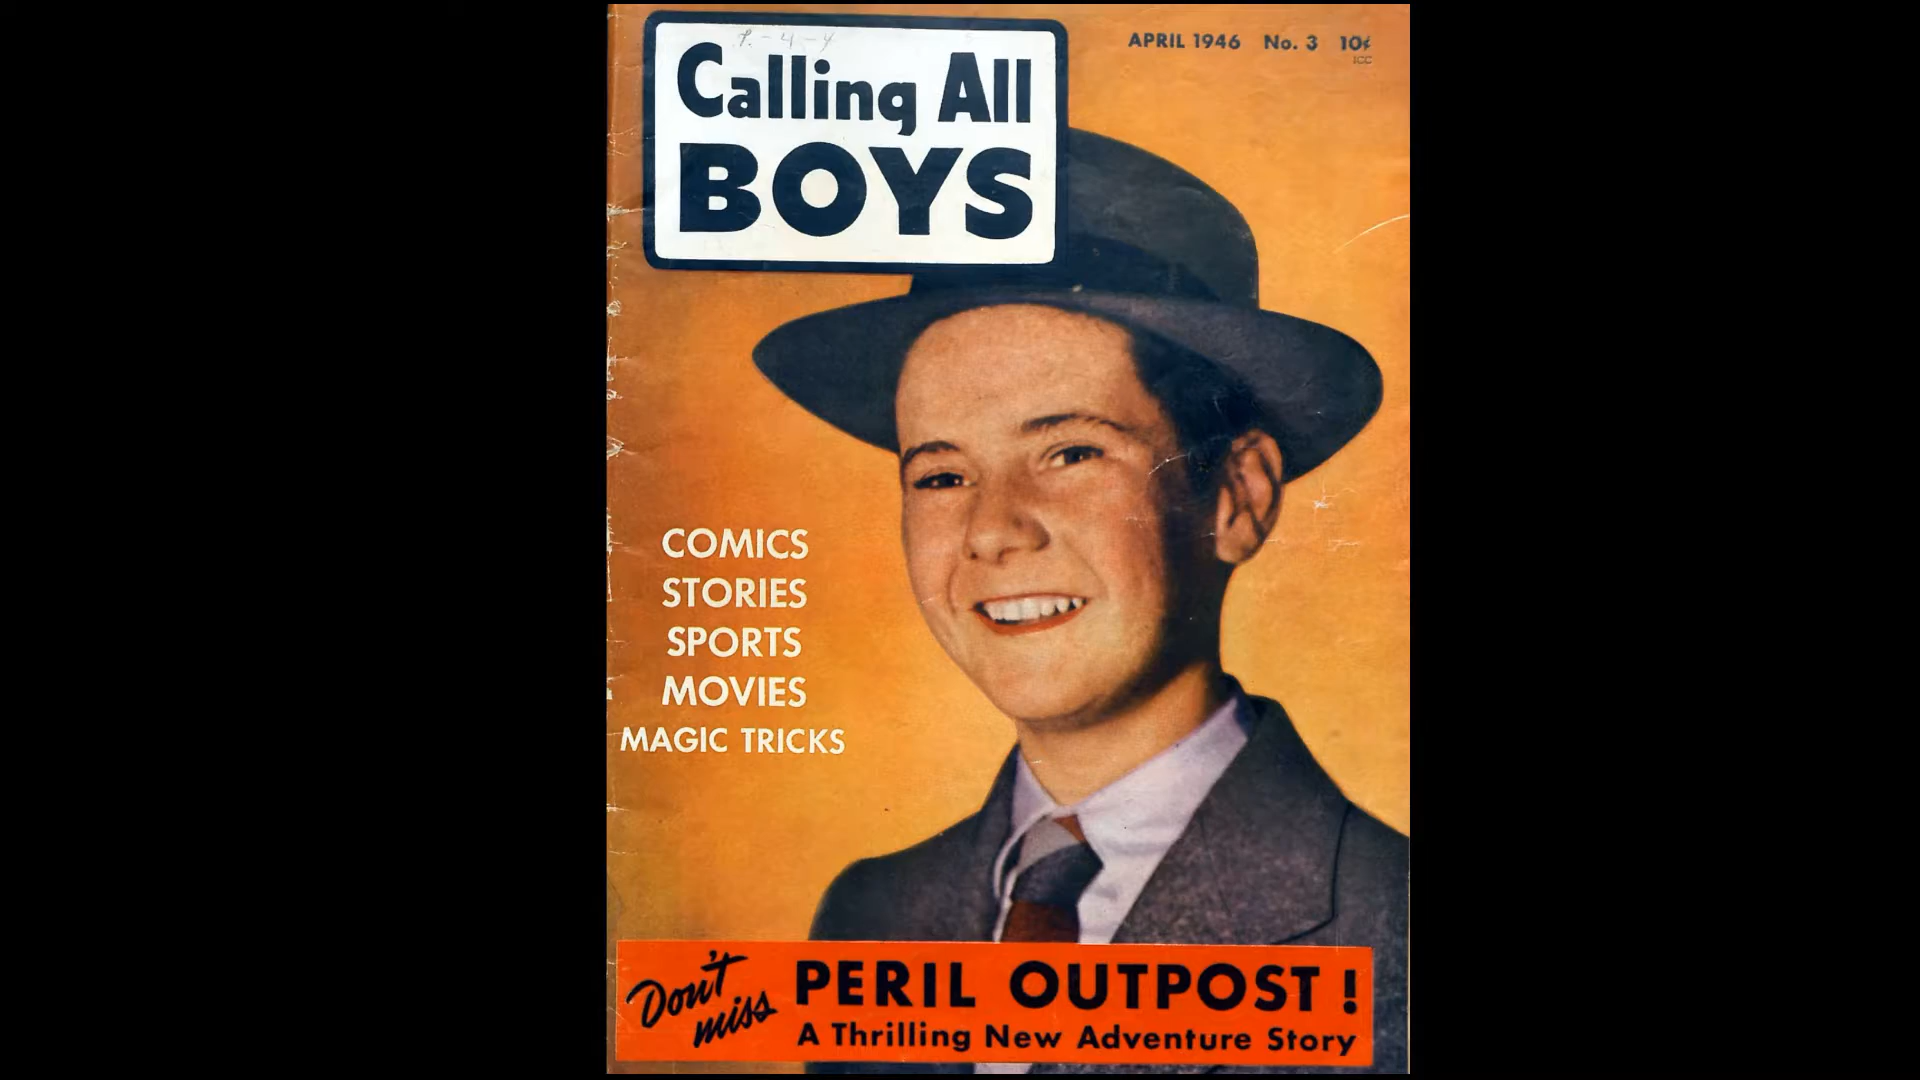 APRIL 1946 No. 3 10¢
ICC
Calling All
BOYS
COMICS
STORIES
SPORTS
MOVIES
MAGIC TRICKS
Don't
miss
PERIL OUTPOST!
A Thrilling New Adventure Story